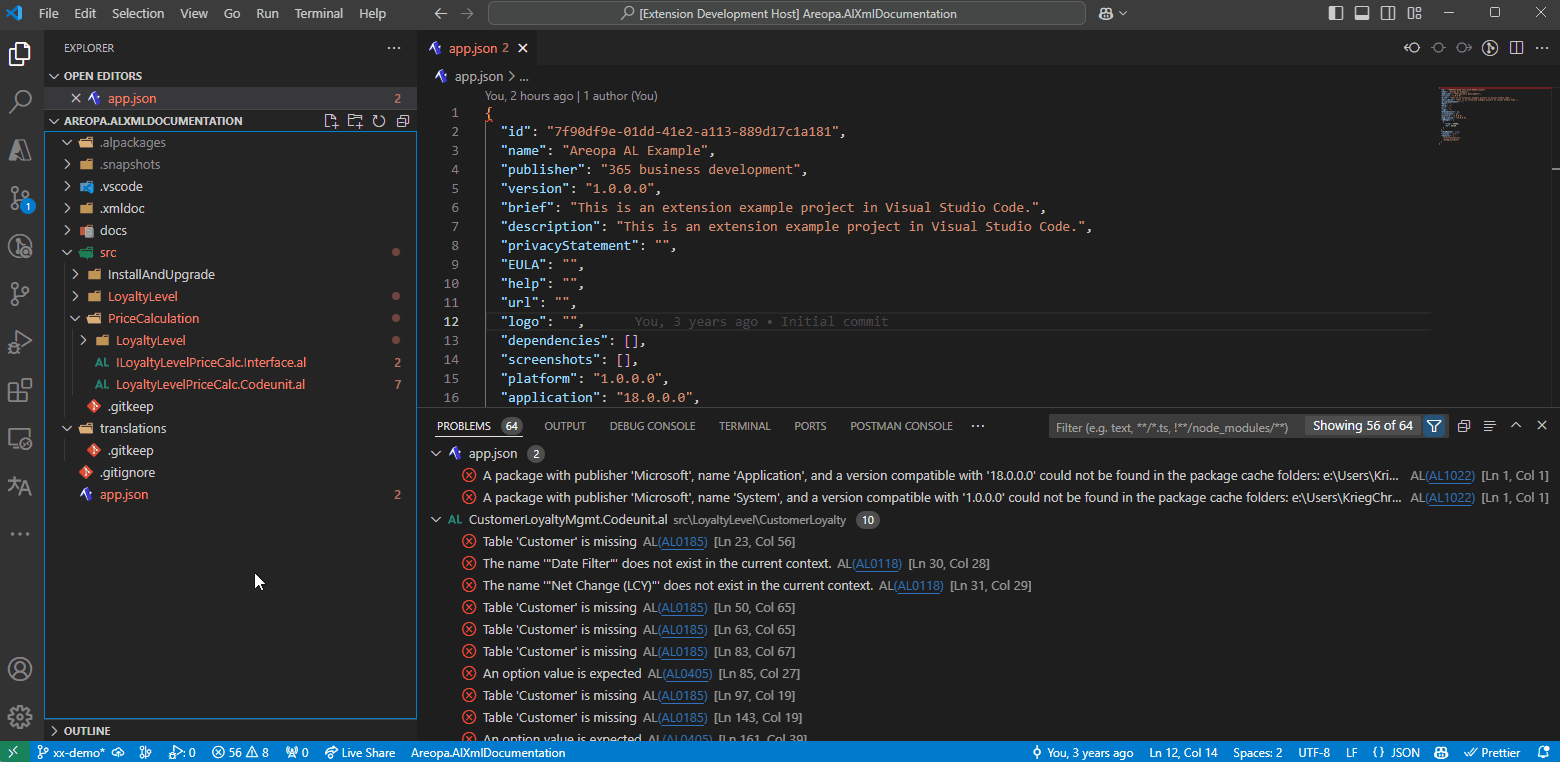 File Edit Selection View Go Run Terminal Help
[Extension Development Host] Areopa.AlXmlDocumentation
EXPLORER
OPEN EDITORS
app.json 2
AREOPA.ALXMLDOCUMENTATION
.alpackages
.snapshots
.vscode
.xmldoc
docs
src
InstallAndUpgrade
LoyaltyLevel
PriceCalculation
LoyaltyLevel
AL ILoyaltyLevelPriceCalc.Interface.al 2
AL LoyaltyLevelPriceCalc.Codeunit.al 7
.gitkeep
translations
.gitkeep
.gitignore
app.json 2
OUTLINE
1
app.json 2
app.json > ...
You, 2 hours ago | 1 author (You)
1 {
2 "id": "7f90df9e-01dd-41e2-a113-889d17c1a181",
3 "name": "Areopa AL Example",
4 "publisher": "365 business development",
5 "version": "1.0.0.0",
6 "brief": "This is an extension example project in Visual Studio Code.",
7 "description": "This is an extension example project in Visual Studio Code.",
8 "privacyStatement": "",
9 "EULA": "",
10 "help": "",
11 "url": "",
12 "logo": "", You, 3 years ago • Initial commit
13 "dependencies": [],
14 "screenshots": [],
15 "platform": "1.0.0.0",
16 "application": "18.0.0.0",
PROBLEMS 64 OUTPUT DEBUG CONSOLE TERMINAL PORTS POSTMAN CONSOLE ...
Filter (e.g. text, **/*.ts, !**/node_modules/**) Showing 56 of 64
app.json 2
A package with publisher 'Microsoft', name 'Application', and a version compatible with '18.0.0.0' could not be found in the package cache folders: e:\Users\Kri... AL(AL1022) [Ln 1, Col 1]
A package with publisher 'Microsoft', name 'System', and a version compatible with '1.0.0.0' could not be found in the package cache folders: e:\Users\KriegChr... AL(AL1022) [Ln 1, Col 1]
AL CustomerLoyaltyMgmt.Codeunit.al src\LoyaltyLevel\CustomerLoyalty 10
Table 'Customer' is missing AL(AL0185) [Ln 23, Col 56]
The name '"Date Filter"' does not exist in the current context. AL(AL0118) [Ln 30, Col 28]
The name '"Net Change (LCY)"' does not exist in the current context. AL(AL0118) [Ln 31, Col 29]
Table 'Customer' is missing AL(AL0185) [Ln 50, Col 65]
Table 'Customer' is missing AL(AL0185) [Ln 63, Col 65]
Table 'Customer' is missing AL(AL0185) [Ln 83, Col 67]
An option value is expected AL(AL0405) [Ln 85, Col 27]
Table 'Customer' is missing AL(AL0185) [Ln 97, Col 19]
Table 'Customer' is missing AL(AL0185) [Ln 143, Col 19]
An option value is expected AL(AL0405) [Ln 161, Col 39]
xx-demo* 0 56 8 0 Live Share Areopa.AlXmlDocumentation You, 3 years ago Ln 12, Col 14 Spaces: 2 UTF-8 LF {} JSON Prettier